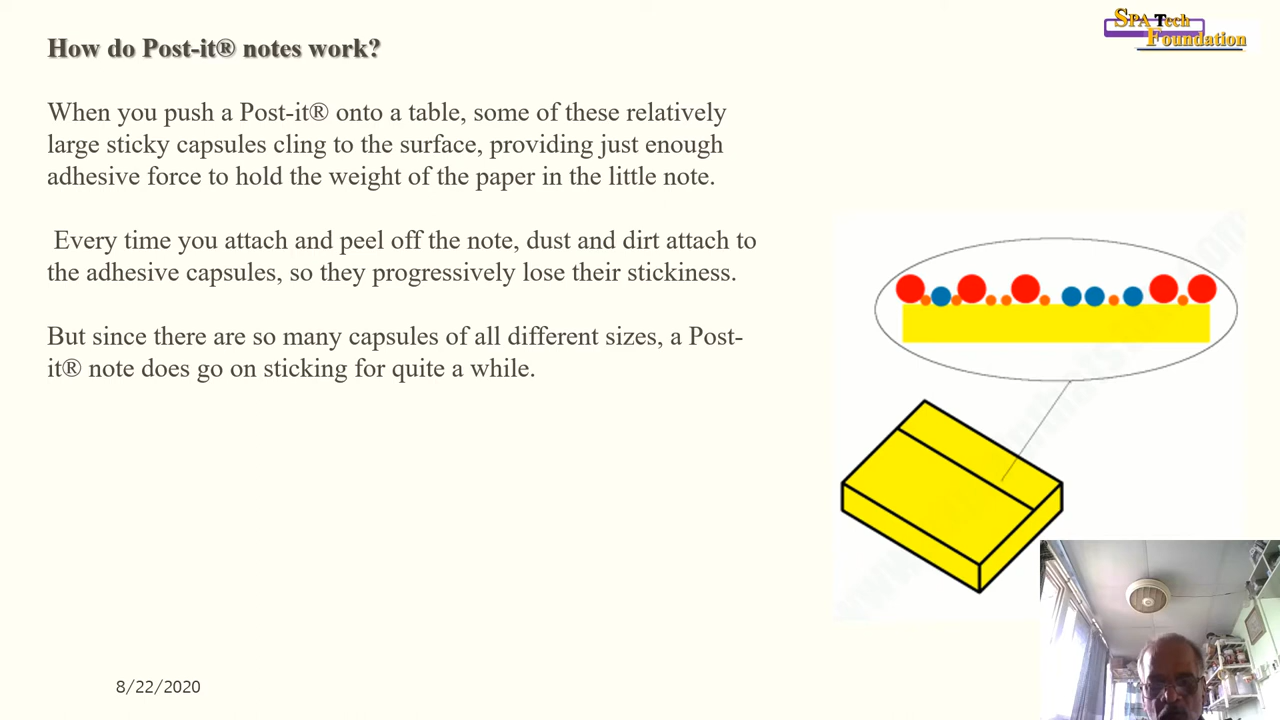 How do Post-it® notes work?
SPA Tech
Foundation
When you push a Post-it® onto a table, some of these relatively
large sticky capsules cling to the surface, providing just enough
adhesive force to hold the weight of the paper in the little note.
Every time you attach and peel off the note, dust and dirt attach to
the adhesive capsules, so they progressively lose their stickiness.
But since there are so many capsules of all different sizes, a Post-
it® note does go on sticking for quite a while.
8/22/2020